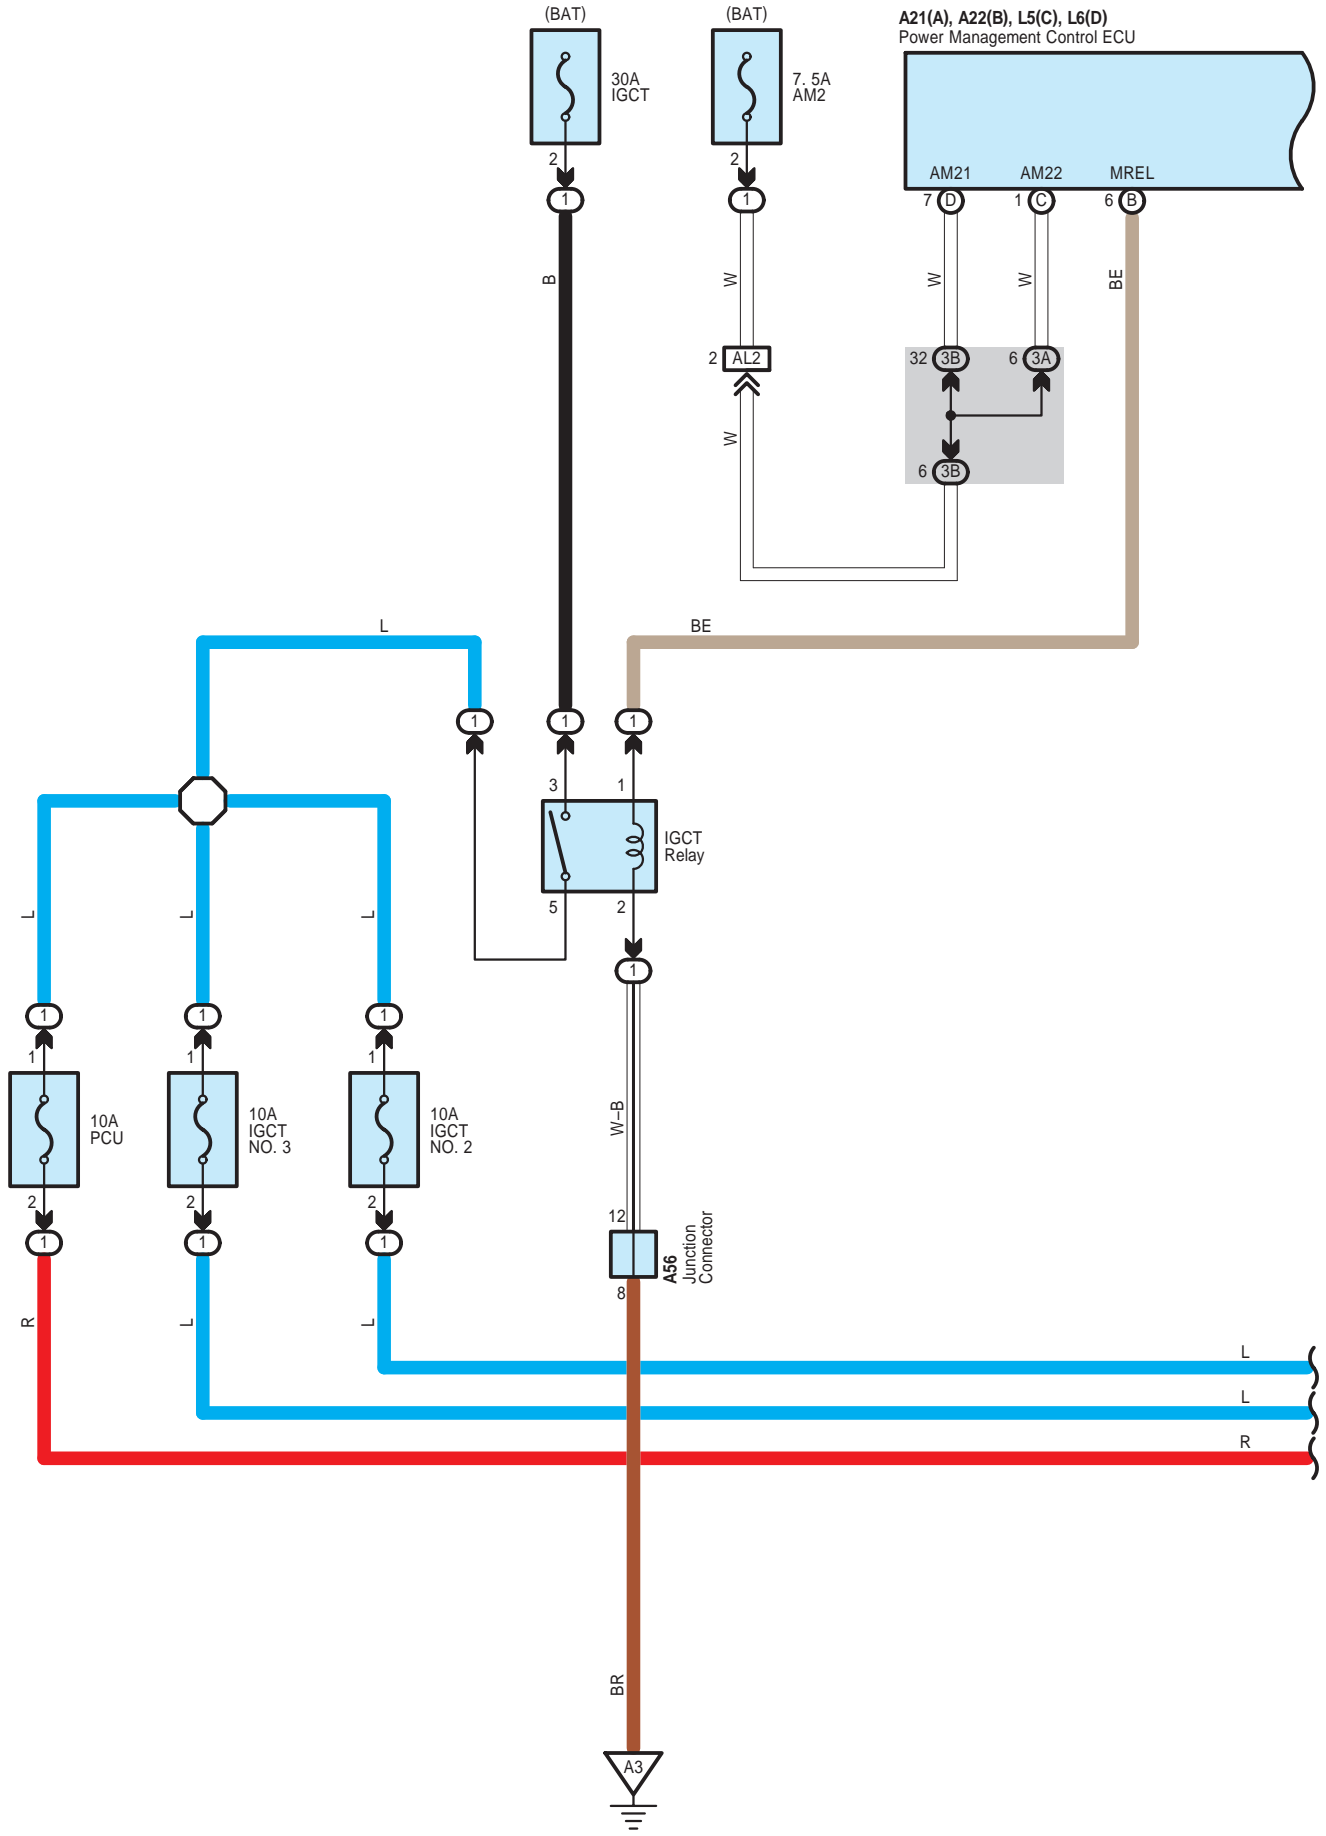 (BAT)
(BAT)
A21(A), A22(B), L5(C), L6(D)
Power Management Control ECU
30A
IGCT
7. 5A
AM2
2
2
AM21
AM22
MREL
1
1
7 D
1 C
6 B
B
W
W
W
BE
2 AL2
32 3B
6 3A
W
6 3B
L
BE
1
1
1
3
1
IGCT
Relay
5
2
L
L
L
1
1
1
1
1
1
1
10A
PCU
10A
IGCT
NO. 3
10A
IGCT
NO. 2
W–B
2
2
2
1
1
1
12
A56
Junction
Connector
8
R
L
L
L
L
R
BR
A3